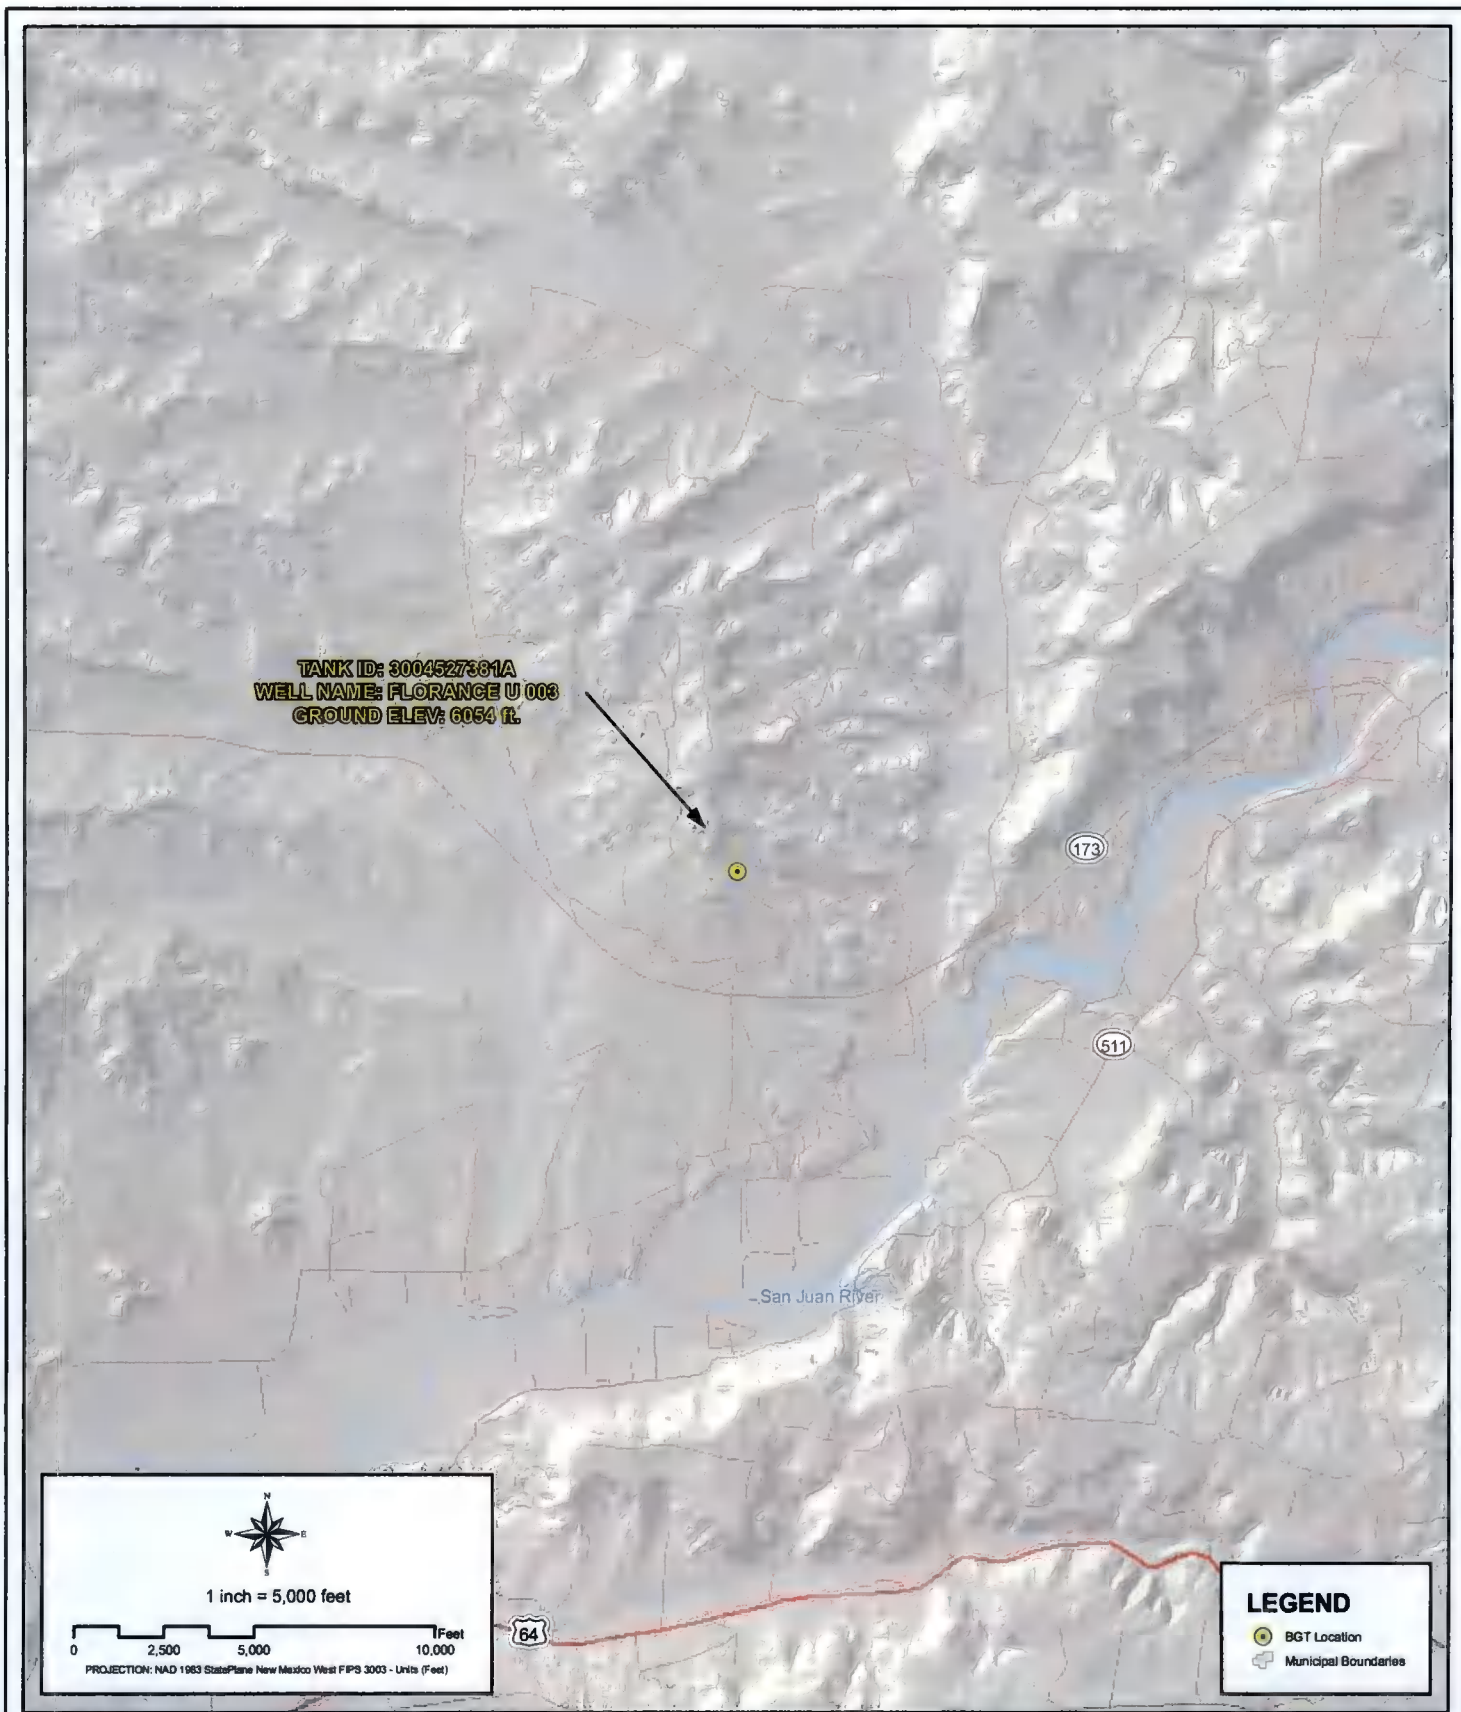 TANK ID: 3004527381A
WELL NAME: FLORANCE U 003
GROUND ELEV: 6054 ft.
173
511
San Juan River
N
W E
S
1 inch = 5,000 feet
Feet
0 2,500 5,000 10,000
PROJECTION: NAD 1983 StatePlane New Mexico West FIPS 3003 - Units (Feet)
64
LEGEND
BGT Location
Municipal Boundaries